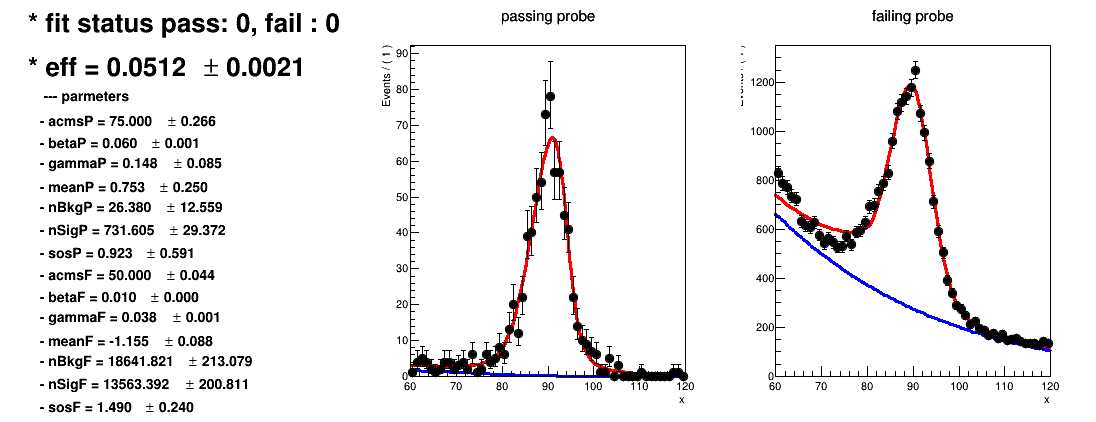 * fit status pass: 0, fail : 0
* eff = 0.0512 ± 0.0021
--- parmeters
- acmsP = 75.000 ± 0.266
- betaP = 0.060 ± 0.001
- gammaP = 0.148 ± 0.085
- meanP = 0.753 ± 0.250
- nBkgP = 26.380 ± 12.559
- nSigP = 731.605 ± 29.372
- sosP = 0.923 ± 0.591
- acmsF = 50.000 ± 0.044
- betaF = 0.010 ± 0.000
- gammaF = 0.038 ± 0.001
- meanF = -1.155 ± 0.088
- nBkgF = 18641.821 ± 213.079
- nSigF = 13563.392 ± 200.811
- sosF = 1.490 ± 0.240
passing probe
Events / ( 1 )
90
80
70
60
50
40
30
20
10
0
60 70 80 90 100 110 120
x
failing probe
Events / ( 1 )
1200
1000
800
600
400
200
0
60 70 80 90 100 110 120
x